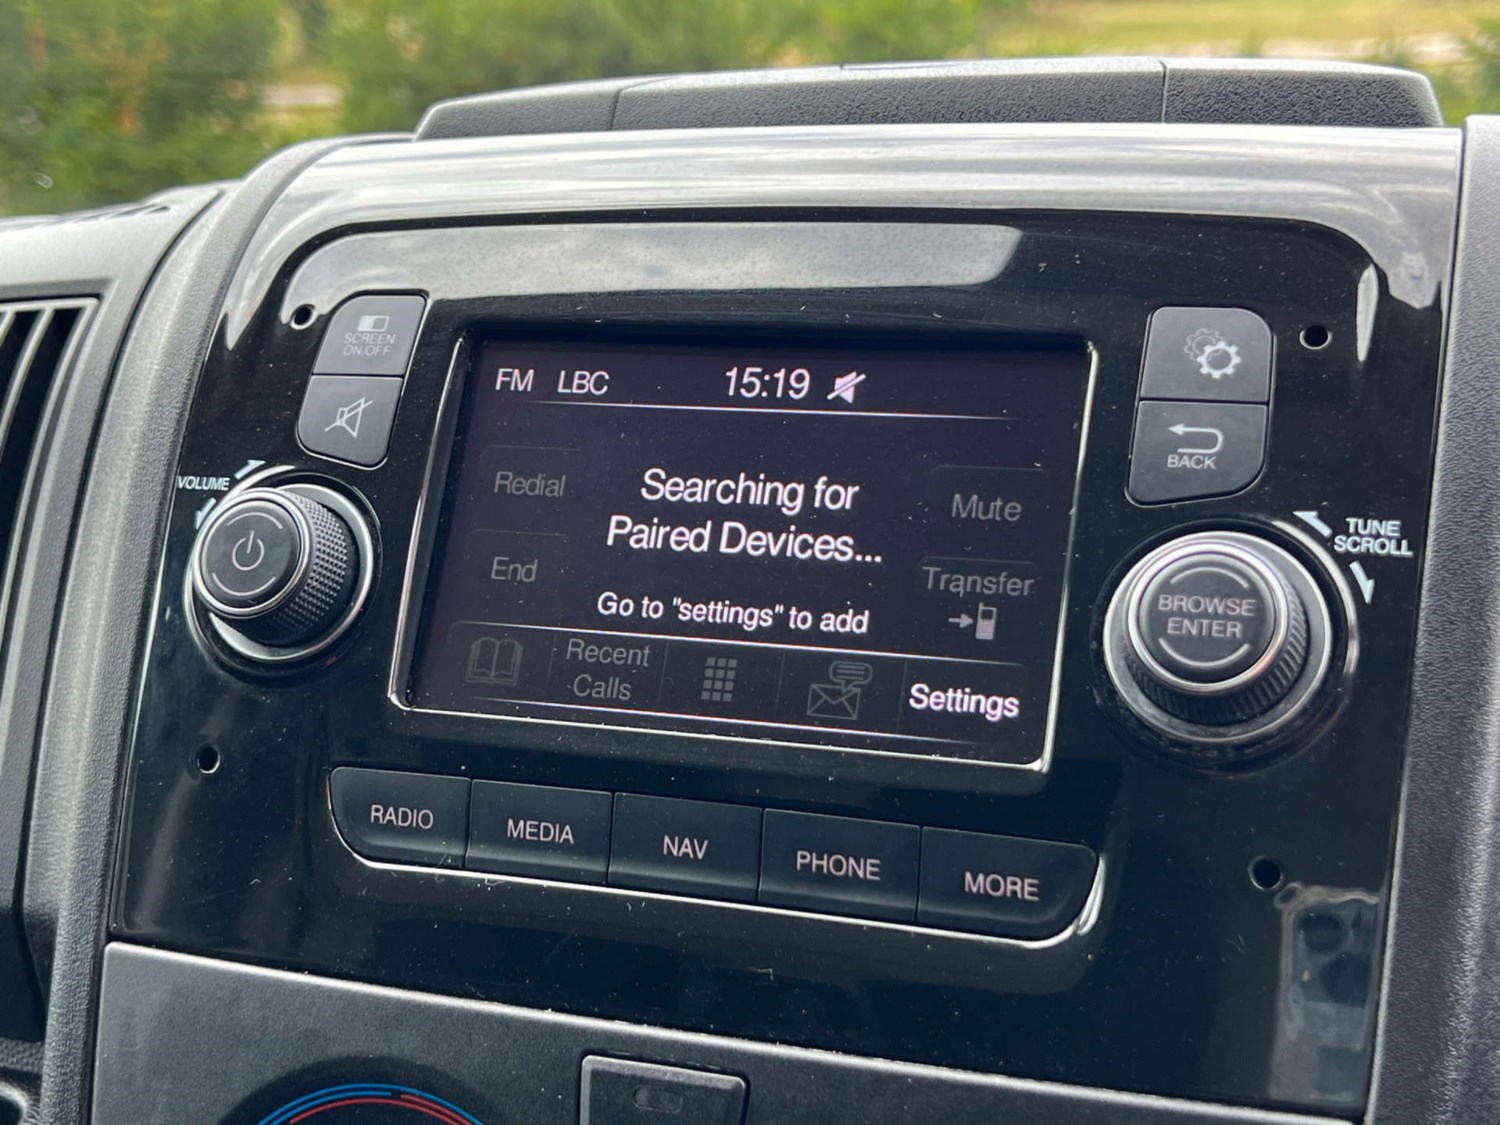 SCREEN
ON OFF
FM LBC 15:19
VOLUME
BACK
Redial
Searching for
Paired Devices...
Mute
TUNE
SCROLL
End
Transfer
Go to "settings" to add
BROWSE
ENTER
Recent
Calls
Settings
RADIO
MEDIA
NAV
PHONE
MORE